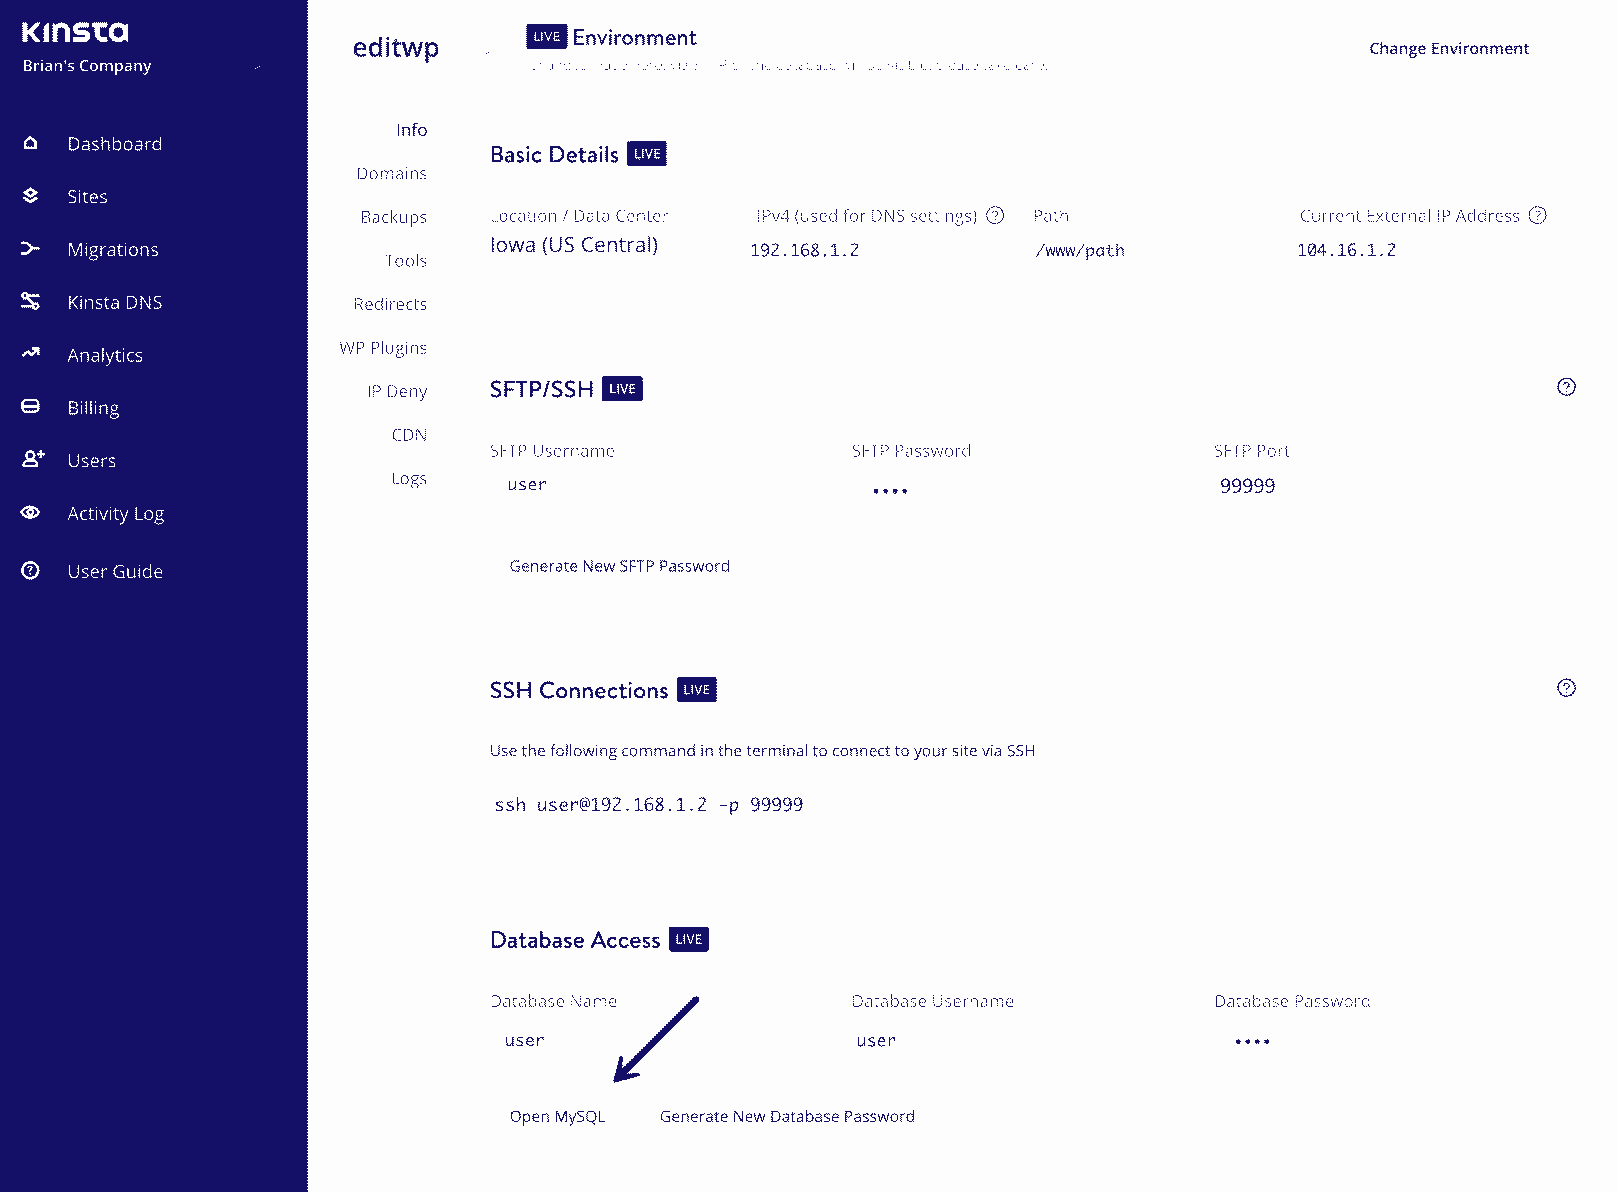 Kinsta
Brian's Company
Dashboard
Sites
Migrations
Kinsta DNS
Analytics
Billing
Users
Activity Log
User Guide
editwp
LIVE Environment
Change Environment
Info
Domains
Backups
Tools
Redirects
WP Plugins
IP Deny
CDN
Logs
Basic Details LIVE
Location / Data Center
Iowa (US Central)
IPv4 (used for DNS settings)
192.168.1.2
Path
/www/path
Current External IP Address
104.16.1.2
SFTP/SSH LIVE
SFTP Username
user
SFTP Password
••••
SFTP Port
99999
Generate New SFTP Password
SSH Connections LIVE
Use the following command in the terminal to connect to your site via SSH
ssh user@192.168.1.2 -p 99999
Database Access LIVE
Database Name
user
Database Username
user
Database Password
••••
Open MySQL
Generate New Database Password